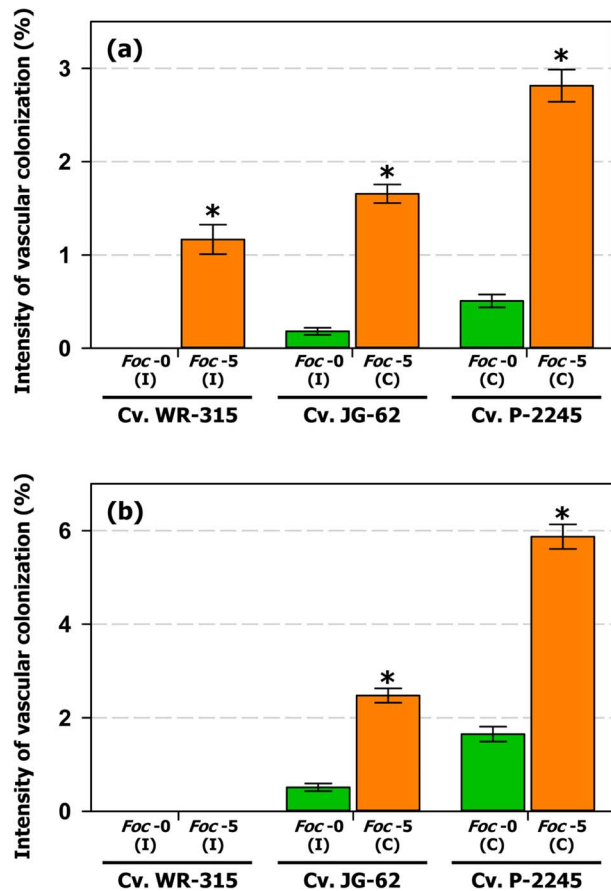 Intensity of vascular colonization (%)
(a)
3
2
1
0
*
*
*
Foc-0 Foc-5 Foc-0 Foc-5 Foc-0 Foc-5
(I) (I) (I) (C) (C) (C)
Cv. WR-315 Cv. JG-62 Cv. P-2245
Intensity of vascular colonization (%)
(b)
6
4
2
0
*
*
Foc-0 Foc-5 Foc-0 Foc-5 Foc-0 Foc-5
(I) (I) (I) (C) (C) (C)
Cv. WR-315 Cv. JG-62 Cv. P-2245